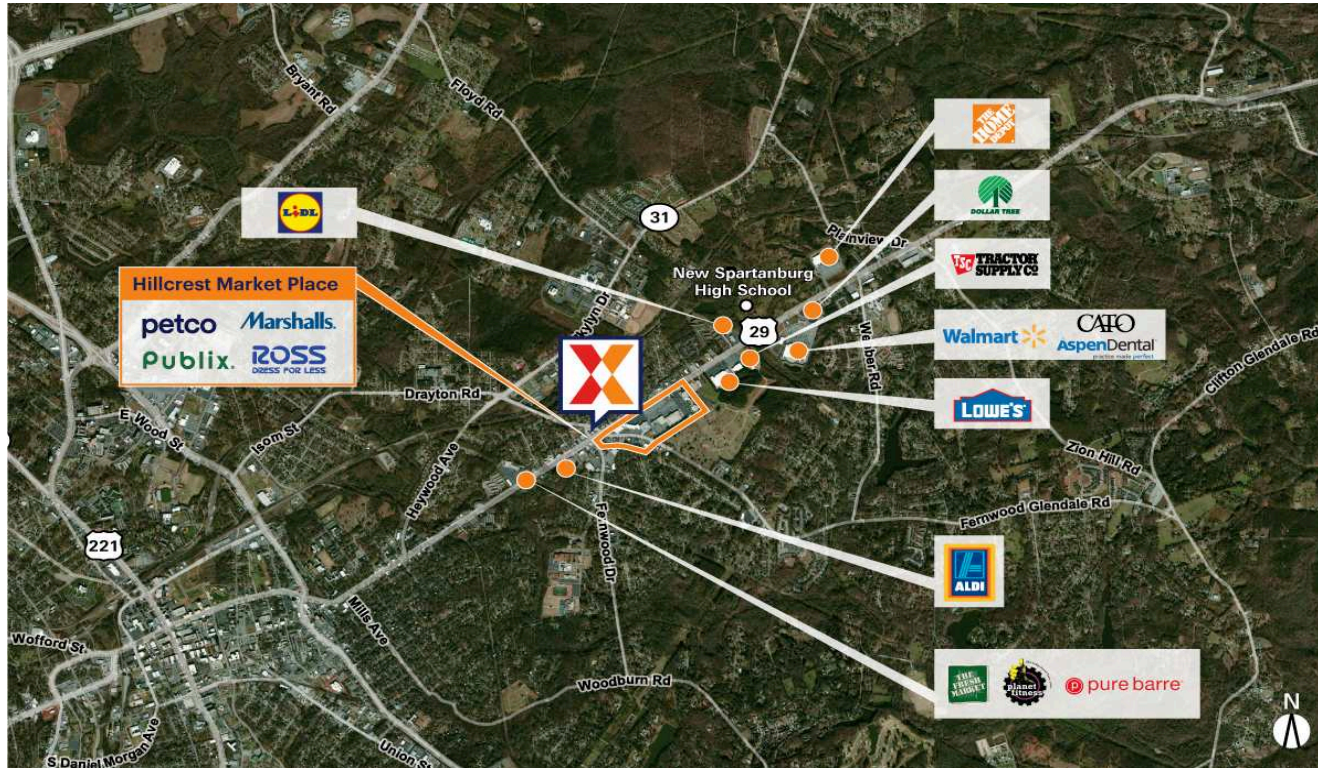 Bryant Rd
Floyd Rd
THE
HOME
DEPOT
DOLLAR TREE
LiDL
31
Plainview Dr
TSC TRACTOR
SUPPLY CO
Hillcrest Market Place
petco Marshalls.
Publix. ROSS
DRESS FOR LESS
New Spartanburg
High School
29
Walmart CATO
AspenDental
practice made perfect
Webber Rd
Clifton Glendale Rd
Drayton Rd
LOWE'S
E Wood St
Isom St
Heywood Ave
Zion Hill Rd
Fernwood Glendale Rd
Fernwood Dr
221
ALDI
Mills Ave
Wofford St.
THE
FRESH
MARKET
planet
fitness
p pure barre
Woodburn Rd
N
S Daniel Morgan Ave
Union St